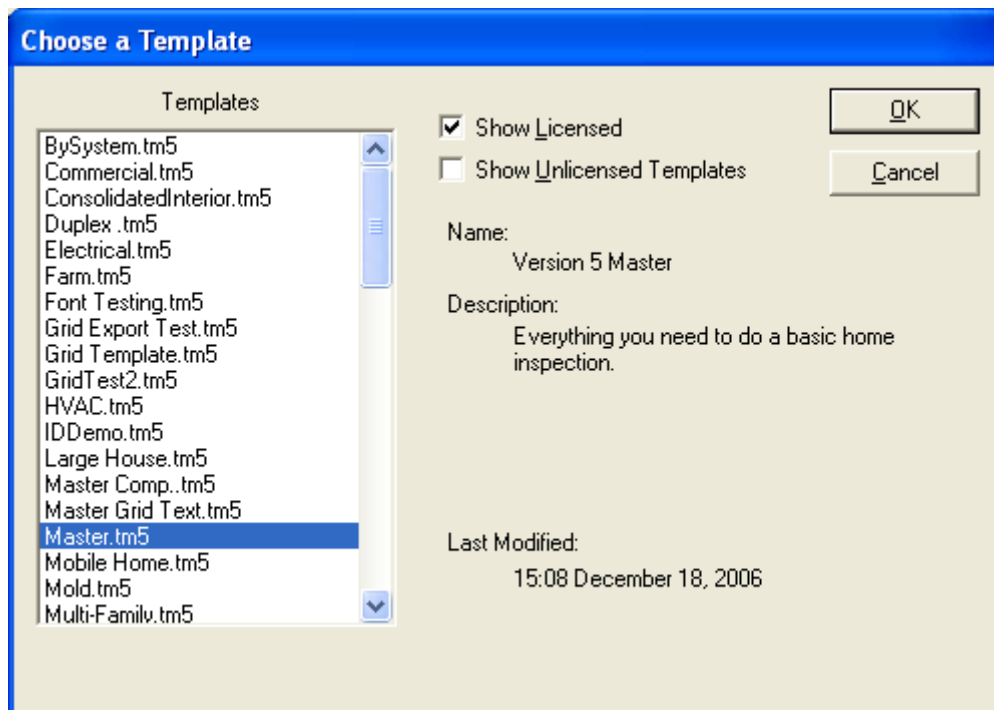 Choose a Template
Templates
BySystem.tm5
Commercial.tm5
ConsolidatedInterior.tm5
Duplex .tm5
Electrical.tm5
Farm.tm5
Font Testing.tm5
Grid Export Test.tm5
Grid Template.tm5
GridTest2.tm5
HVAC.tm5
IDDemo.tm5
Large House.tm5
Master Comp..tm5
Master Grid Text.tm5
Master.tm5
Mobile Home.tm5
Mold.tm5
Multi-Family.tm5
Show Licensed
Show Unlicensed Templates
OK
Cancel
Name:
Version 5 Master
Description:
Everything you need to do a basic home
inspection.
Last Modified:
15:08 December 18, 2006